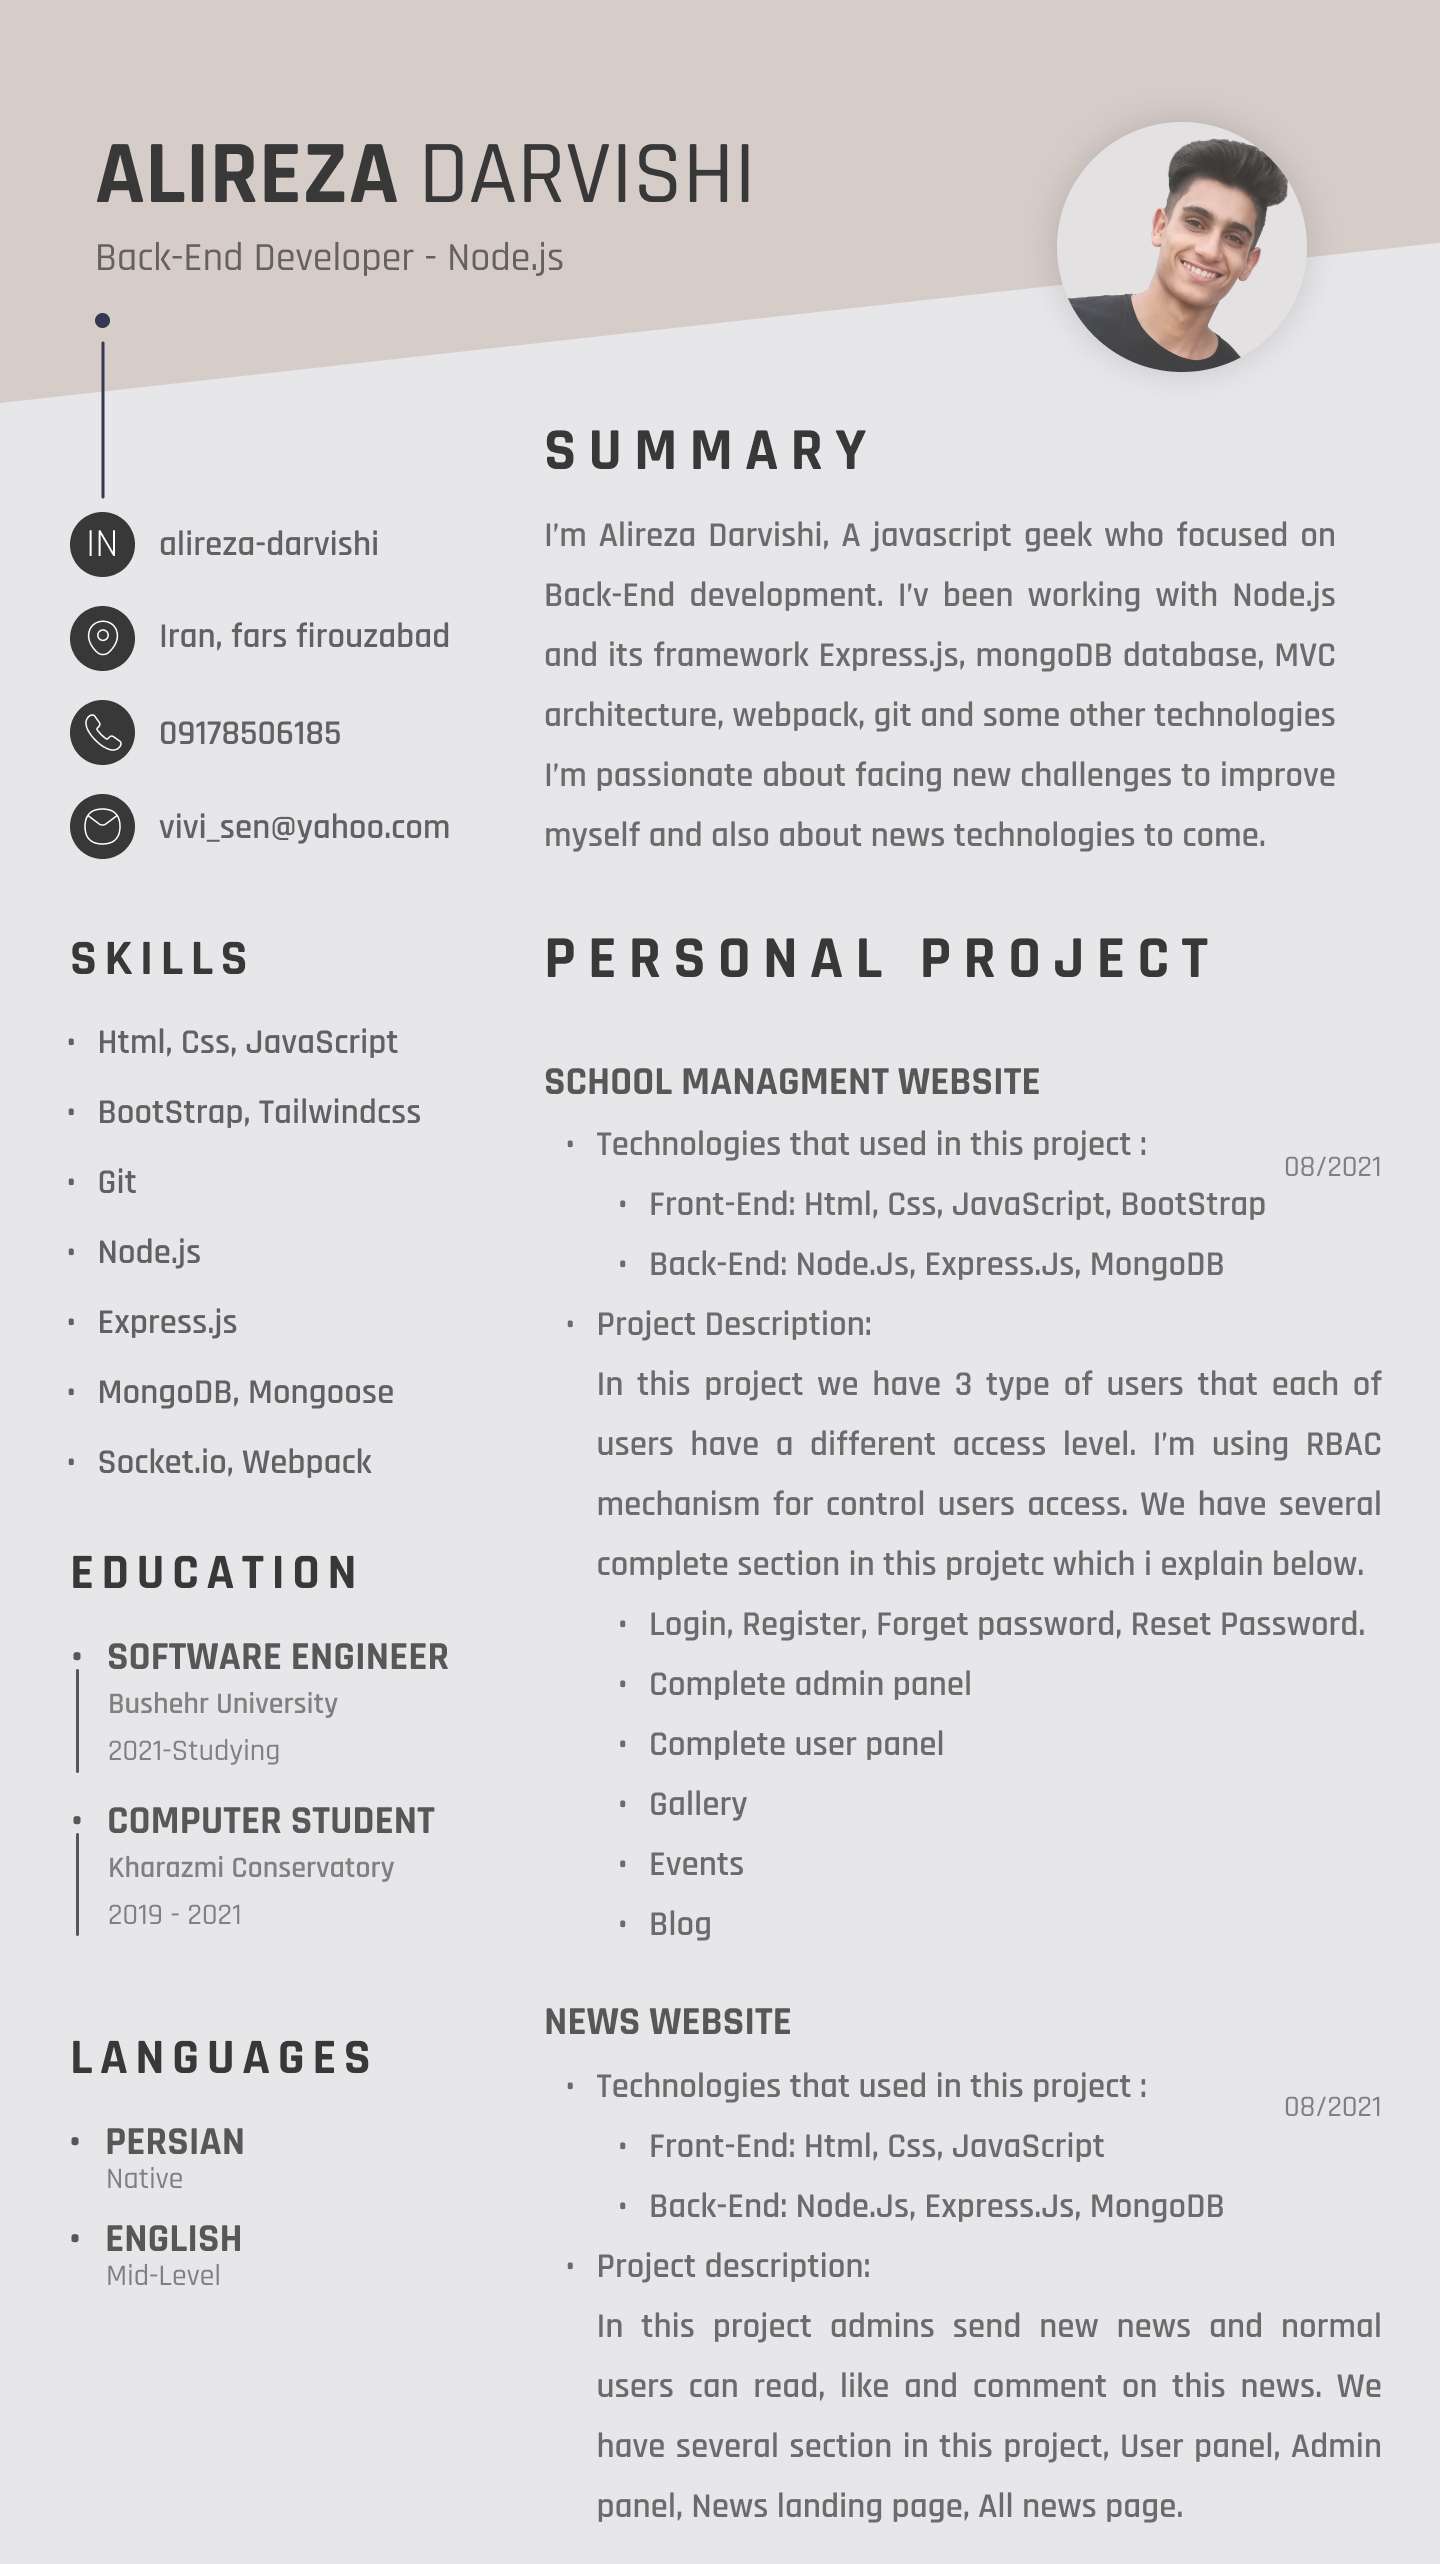 ALIREZA DARVISHI
Back-End Developer - Node.js
IN alireza-darvishi
Iran, fars firouzabad
09178506185
vivi_sen@yahoo.com
SKILLS
• Html, Css, JavaScript
• BootStrap, Tailwindcss
• Git
• Node.js
• Express.js
• MongoDB, Mongoose
• Socket.io, Webpack
EDUCATION
• SOFTWARE ENGINEER
Bushehr University
2021-Studying
• COMPUTER STUDENT
Kharazmi Conservatory
2019 - 2021
LANGUAGES
• PERSIAN
Native
• ENGLISH
Mid-Level
SUMMARY
I'm Alireza Darvishi, A javascript geek who focused on
Back-End development. I'v been working with Node.js
and its framework Express.js, mongoDB database, MVC
architecture, webpack, git and some other technologies
I'm passionate about facing new challenges to improve
myself and also about news technologies to come.
PERSONAL PROJECT
SCHOOL MANAGMENT WEBSITE
• Technologies that used in this project :
08/2021
• Front-End: Html, Css, JavaScript, BootStrap
• Back-End: Node.Js, Express.Js, MongoDB
• Project Description:
In this project we have 3 type of users that each of
users have a different access level. I'm using RBAC
mechanism for control users access. We have several
complete section in this projetc which i explain below.
• Login, Register, Forget password, Reset Password.
• Complete admin panel
• Complete user panel
• Gallery
• Events
• Blog
NEWS WEBSITE
• Technologies that used in this project :
08/2021
• Front-End: Html, Css, JavaScript
• Back-End: Node.Js, Express.Js, MongoDB
• Project description:
In this project admins send new news and normal
users can read, like and comment on this news. We
have several section in this project, User panel, Admin
panel, News landing page, All news page.